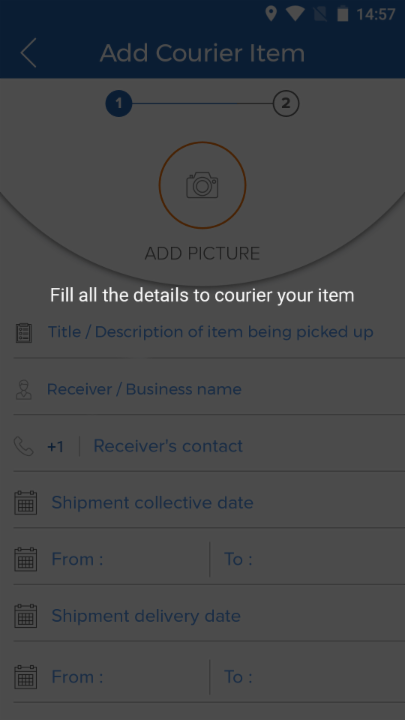 14:57
Add Courier Item
1 2
ADD PICTURE
Fill all the details to courier your item
Title / Description of item being picked up
Receiver / Business name
+1 Receiver's contact
Shipment collective date
From : To :
Shipment delivery date
From : To :